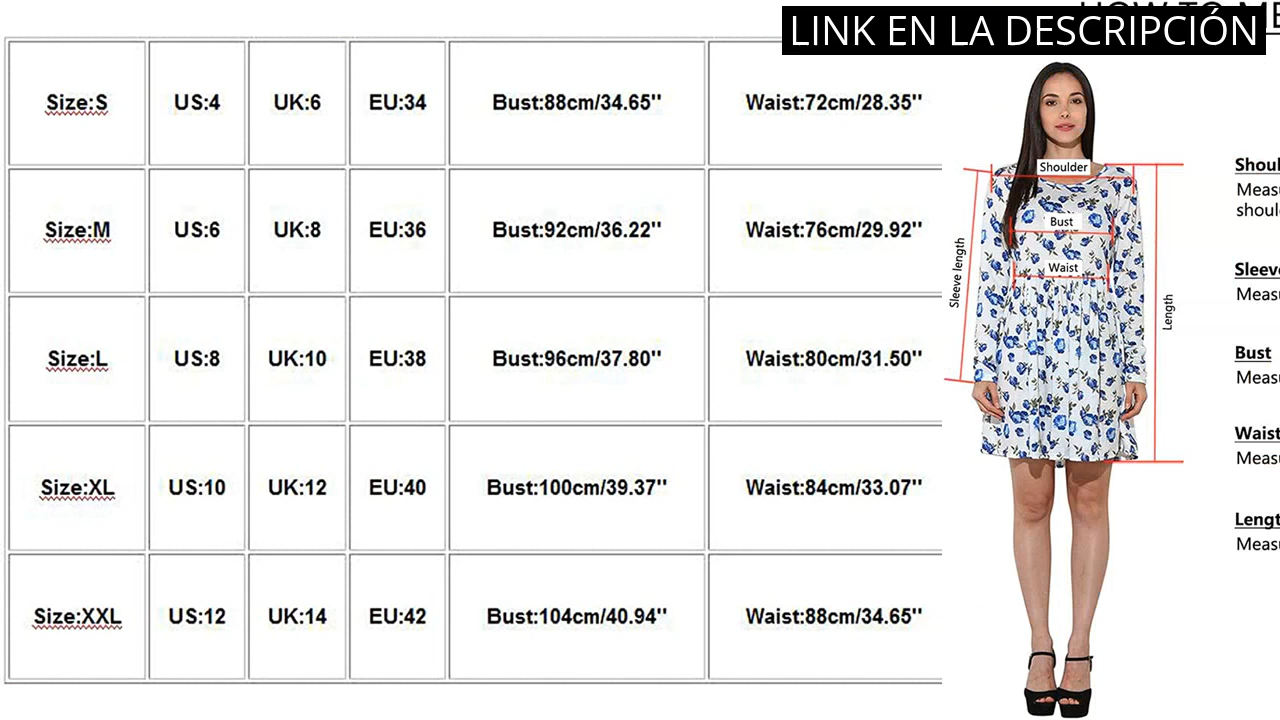 LINK EN LA DESCRIPCIÓN
Size:S US:4 UK:6 EU:34 Bust:88cm/34.65'' Waist:72cm/28.35''
Size:M US:6 UK:8 EU:36 Bust:92cm/36.22'' Waist:76cm/29.92''
Size:L US:8 UK:10 EU:38 Bust:96cm/37.80'' Waist:80cm/31.50''
Size:XL US:10 UK:12 EU:40 Bust:100cm/39.37'' Waist:84cm/33.07''
Size:XXL US:12 UK:14 EU:42 Bust:104cm/40.94'' Waist:88cm/34.65''
Shoulder
Bust
Waist
Sleeve length
Length
Bust
Waist